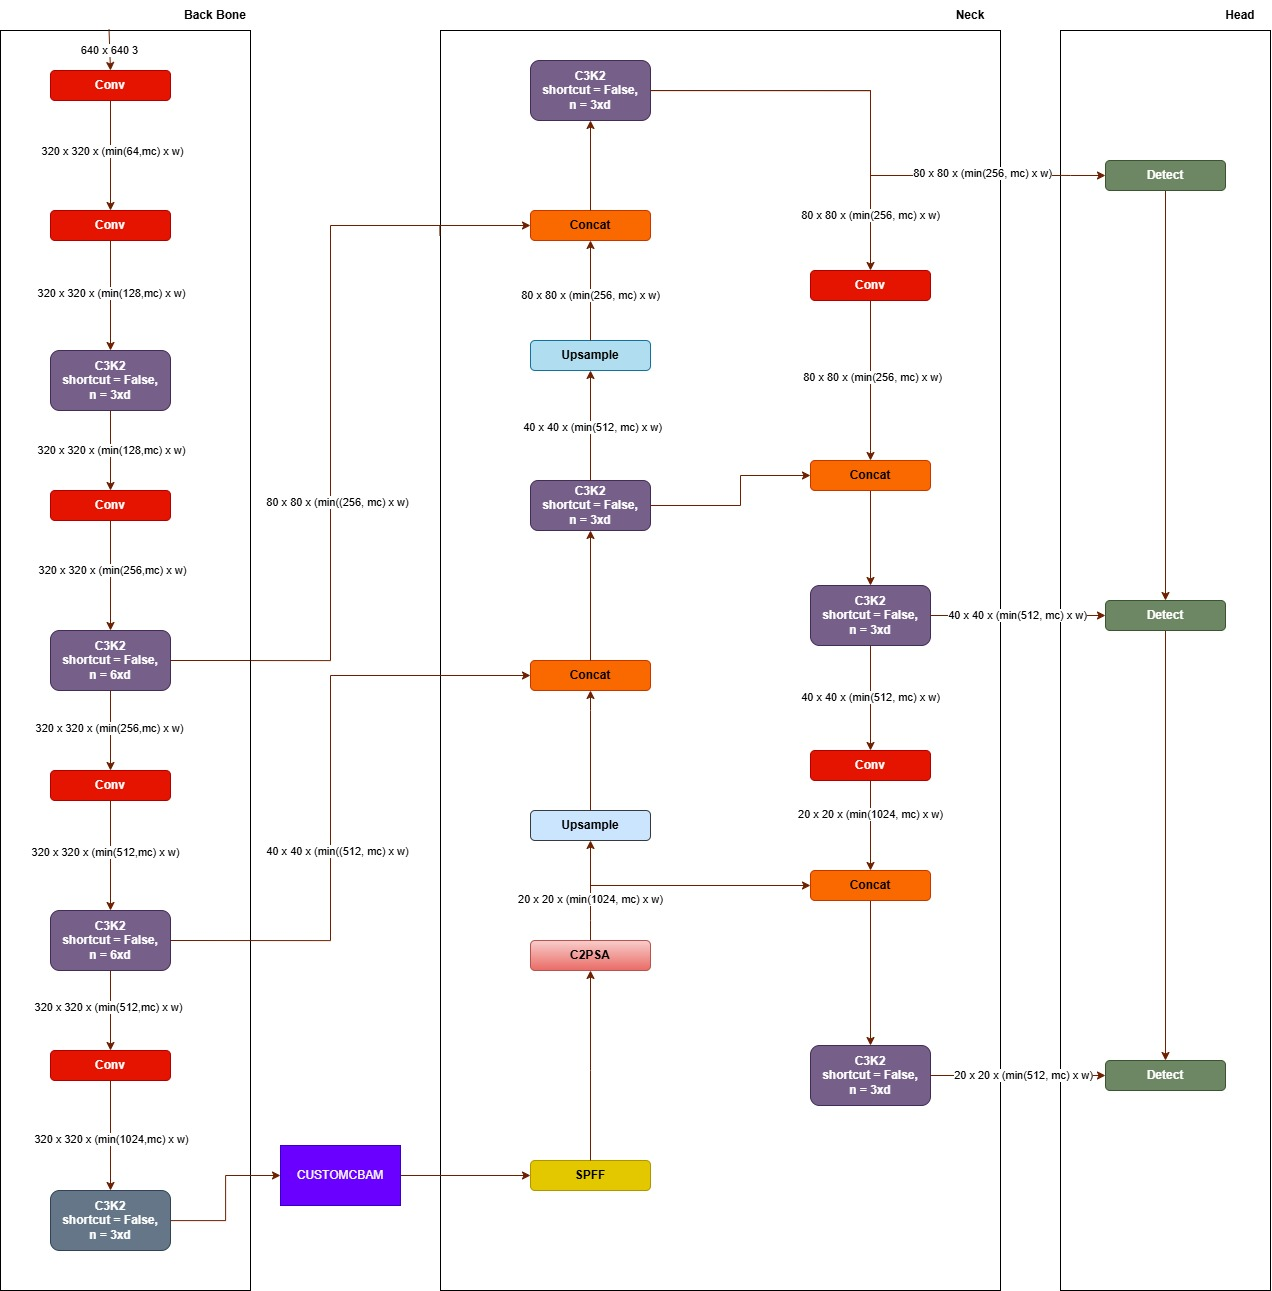 Back Bone
640 x 640 3
Conv
320 x 320 x (min(64,mc) x w)
Conv
320 x 320 x (min(128,mc) x w)
C3K2
shortcut = False,
n = 3xd
320 x 320 x (min(128,mc) x w)
Conv
320 x 320 x (min(256,mc) x w)
C3K2
shortcut = False,
n = 6xd
320 x 320 x (min(256,mc) x w)
Conv
320 x 320 x (min(512,mc) x w)
C3K2
shortcut = False,
n = 6xd
320 x 320 x (min(512,mc) x w)
Conv
320 x 320 x (min(1024,mc) x w)
C3K2
shortcut = False,
n = 3xd
80 x 80 x (min((256, mc) x w)
40 x 40 x (min((512, mc) x w)
CUSTOMCBAM
Neck
C3K2
shortcut = False,
n = 3xd
Concat
80 x 80 x (min(256, mc) x w)
Upsample
40 x 40 x (min(512, mc) x w)
C3K2
shortcut = False,
n = 3xd
Concat
Upsample
20 x 20 x (min(1024, mc) x w)
C2PSA
SPFF
80 x 80 x (min(256, mc) x w)
80 x 80 x (min(256, mc) x w)
Conv
80 x 80 x (min(256, mc) x w)
Concat
C3K2
shortcut = False,
n = 3xd
40 x 40 x (min(512, mc) x w)
40 x 40 x (min(512, mc) x w)
Conv
20 x 20 x (min(1024, mc) x w)
Concat
C3K2
shortcut = False,
n = 3xd
20 x 20 x (min(512, mc) x w)
Head
Detect
Detect
Detect